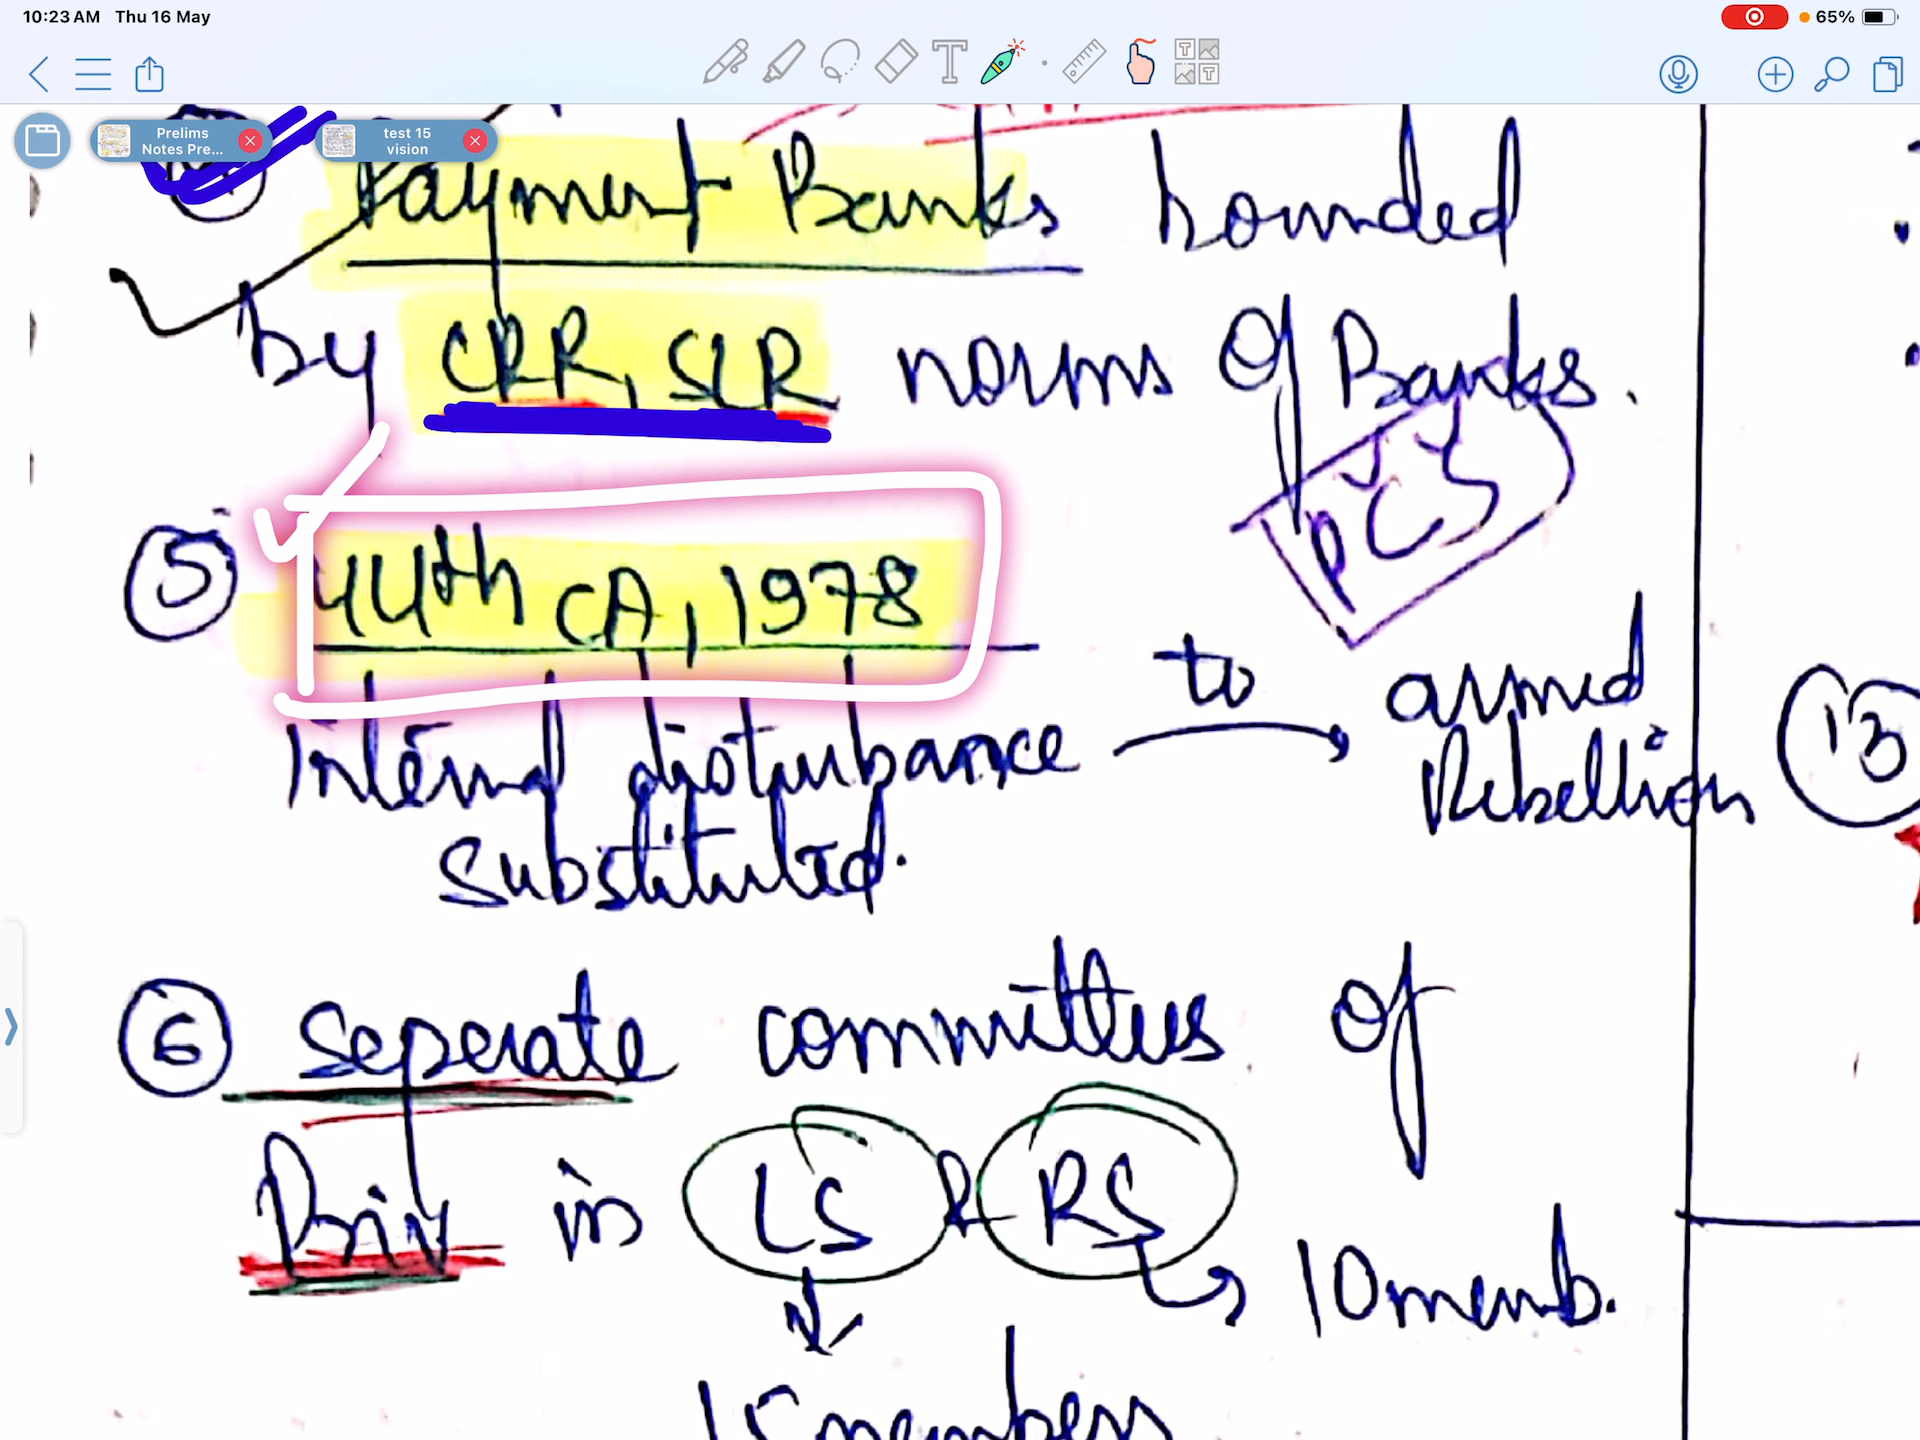 10:23 AM Thu 16 May
65%
Prelims
Notes Pre...
test 15
vision
Payment Banks bounded
by CRR, SLR norms of Banks.
PCS
5 44th CA, 1978
Internal disturbance to armed
Rebellion
Substituted.
13
6 Seperate committees of
Priv in LS & RS
10 memb.
15 members